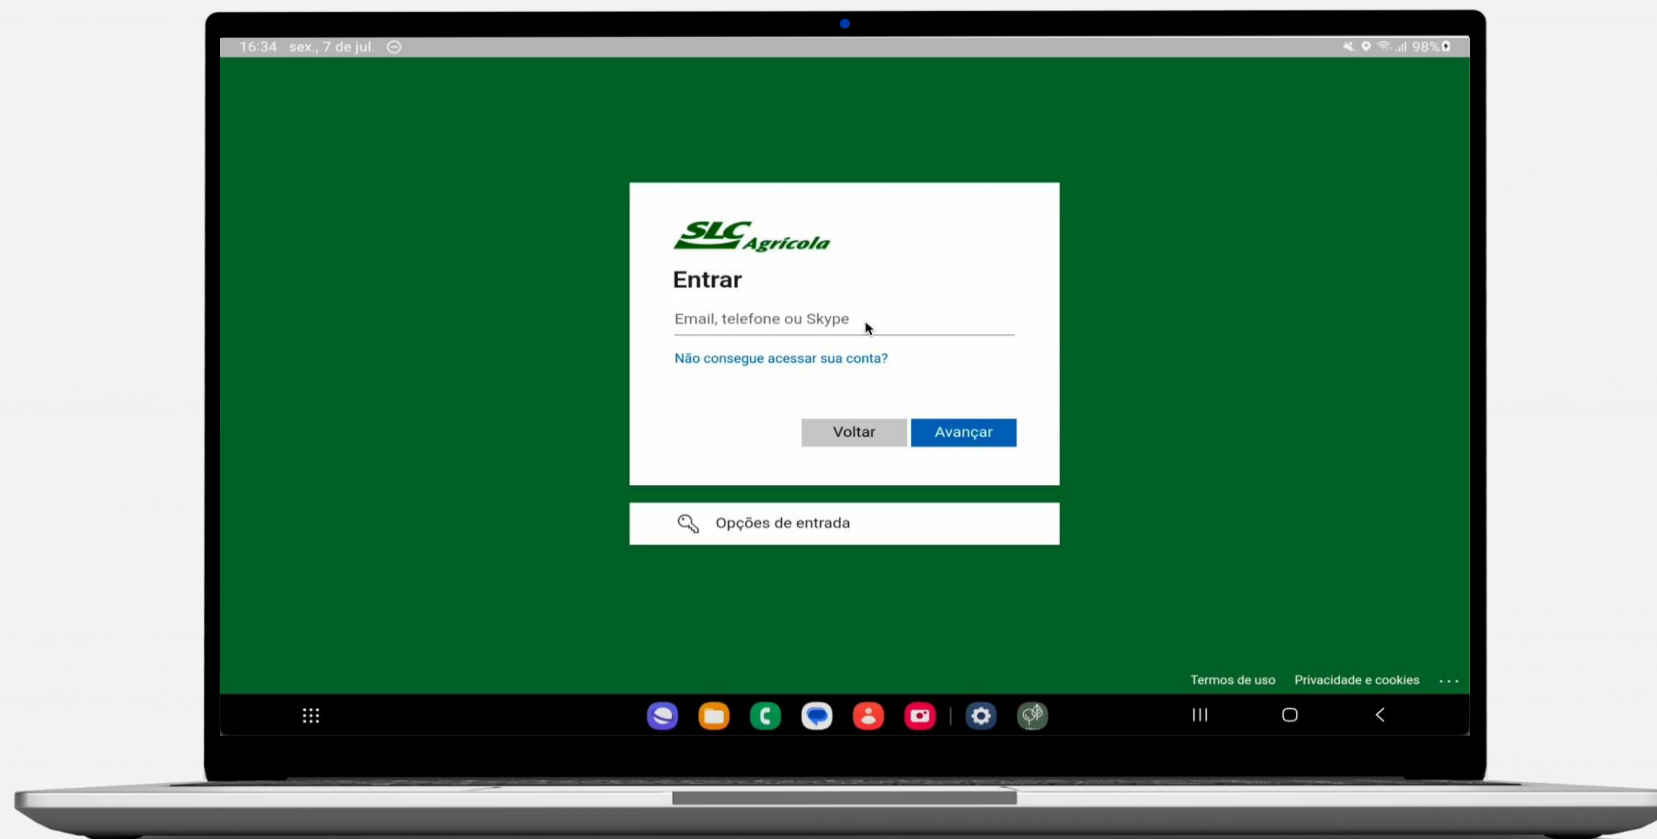 16:34 sex., 7 de jul.
98%
SLC Agrícola
Entrar
Email, telefone ou Skype
Não consegue acessar sua conta?
Voltar Avançar
Opções de entrada
Termos de uso Privacidade e cookies ...